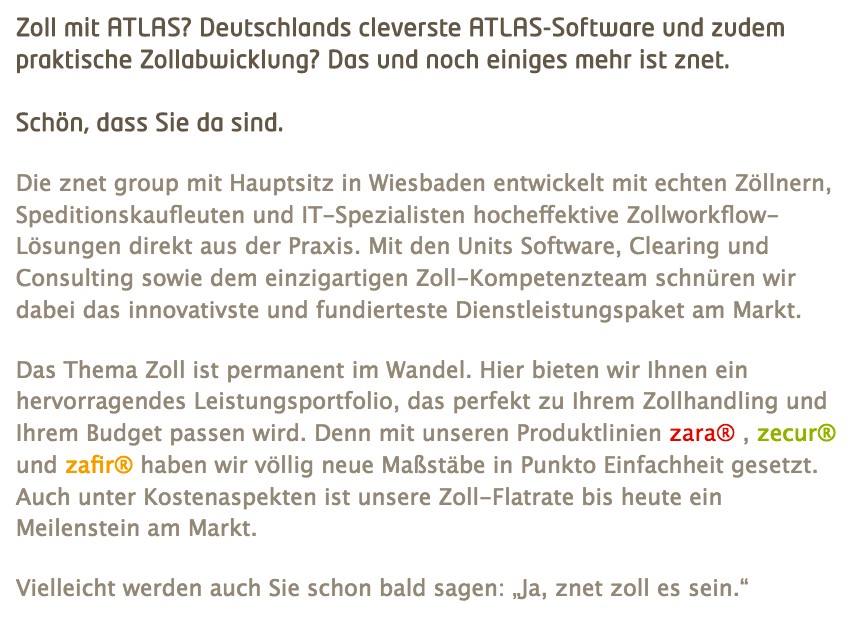 Zoll mit ATLAS? Deutschlands cleverste ATLAS-Software und zudem
praktische Zollabwicklung? Das und noch einiges mehr ist znet.
Schön, dass Sie da sind.
Die znet group mit Hauptsitz in Wiesbaden entwickelt mit echten Zöllnern,
Speditionskaufleuten und IT-Spezialisten hocheffektive Zollworkflow-
Lösungen direkt aus der Praxis. Mit den Units Software, Clearing und
Consulting sowie dem einzigartigen Zoll-Kompetenzteam schnüren wir
dabei das innovativste und fundierteste Dienstleistungspaket am Markt.
Das Thema Zoll ist permanent im Wandel. Hier bieten wir Ihnen ein
hervorragendes Leistungsportfolio, das perfekt zu Ihrem Zollhandling und
Ihrem Budget passen wird. Denn mit unseren Produktlinien zara® , zecur®
und zafir® haben wir völlig neue Maßstäbe in Punkto Einfachheit gesetzt.
Auch unter Kostenaspekten ist unsere Zoll-Flatrate bis heute ein
Meilenstein am Markt.
Vielleicht werden auch Sie schon bald sagen: „Ja, znet zoll es sein.“